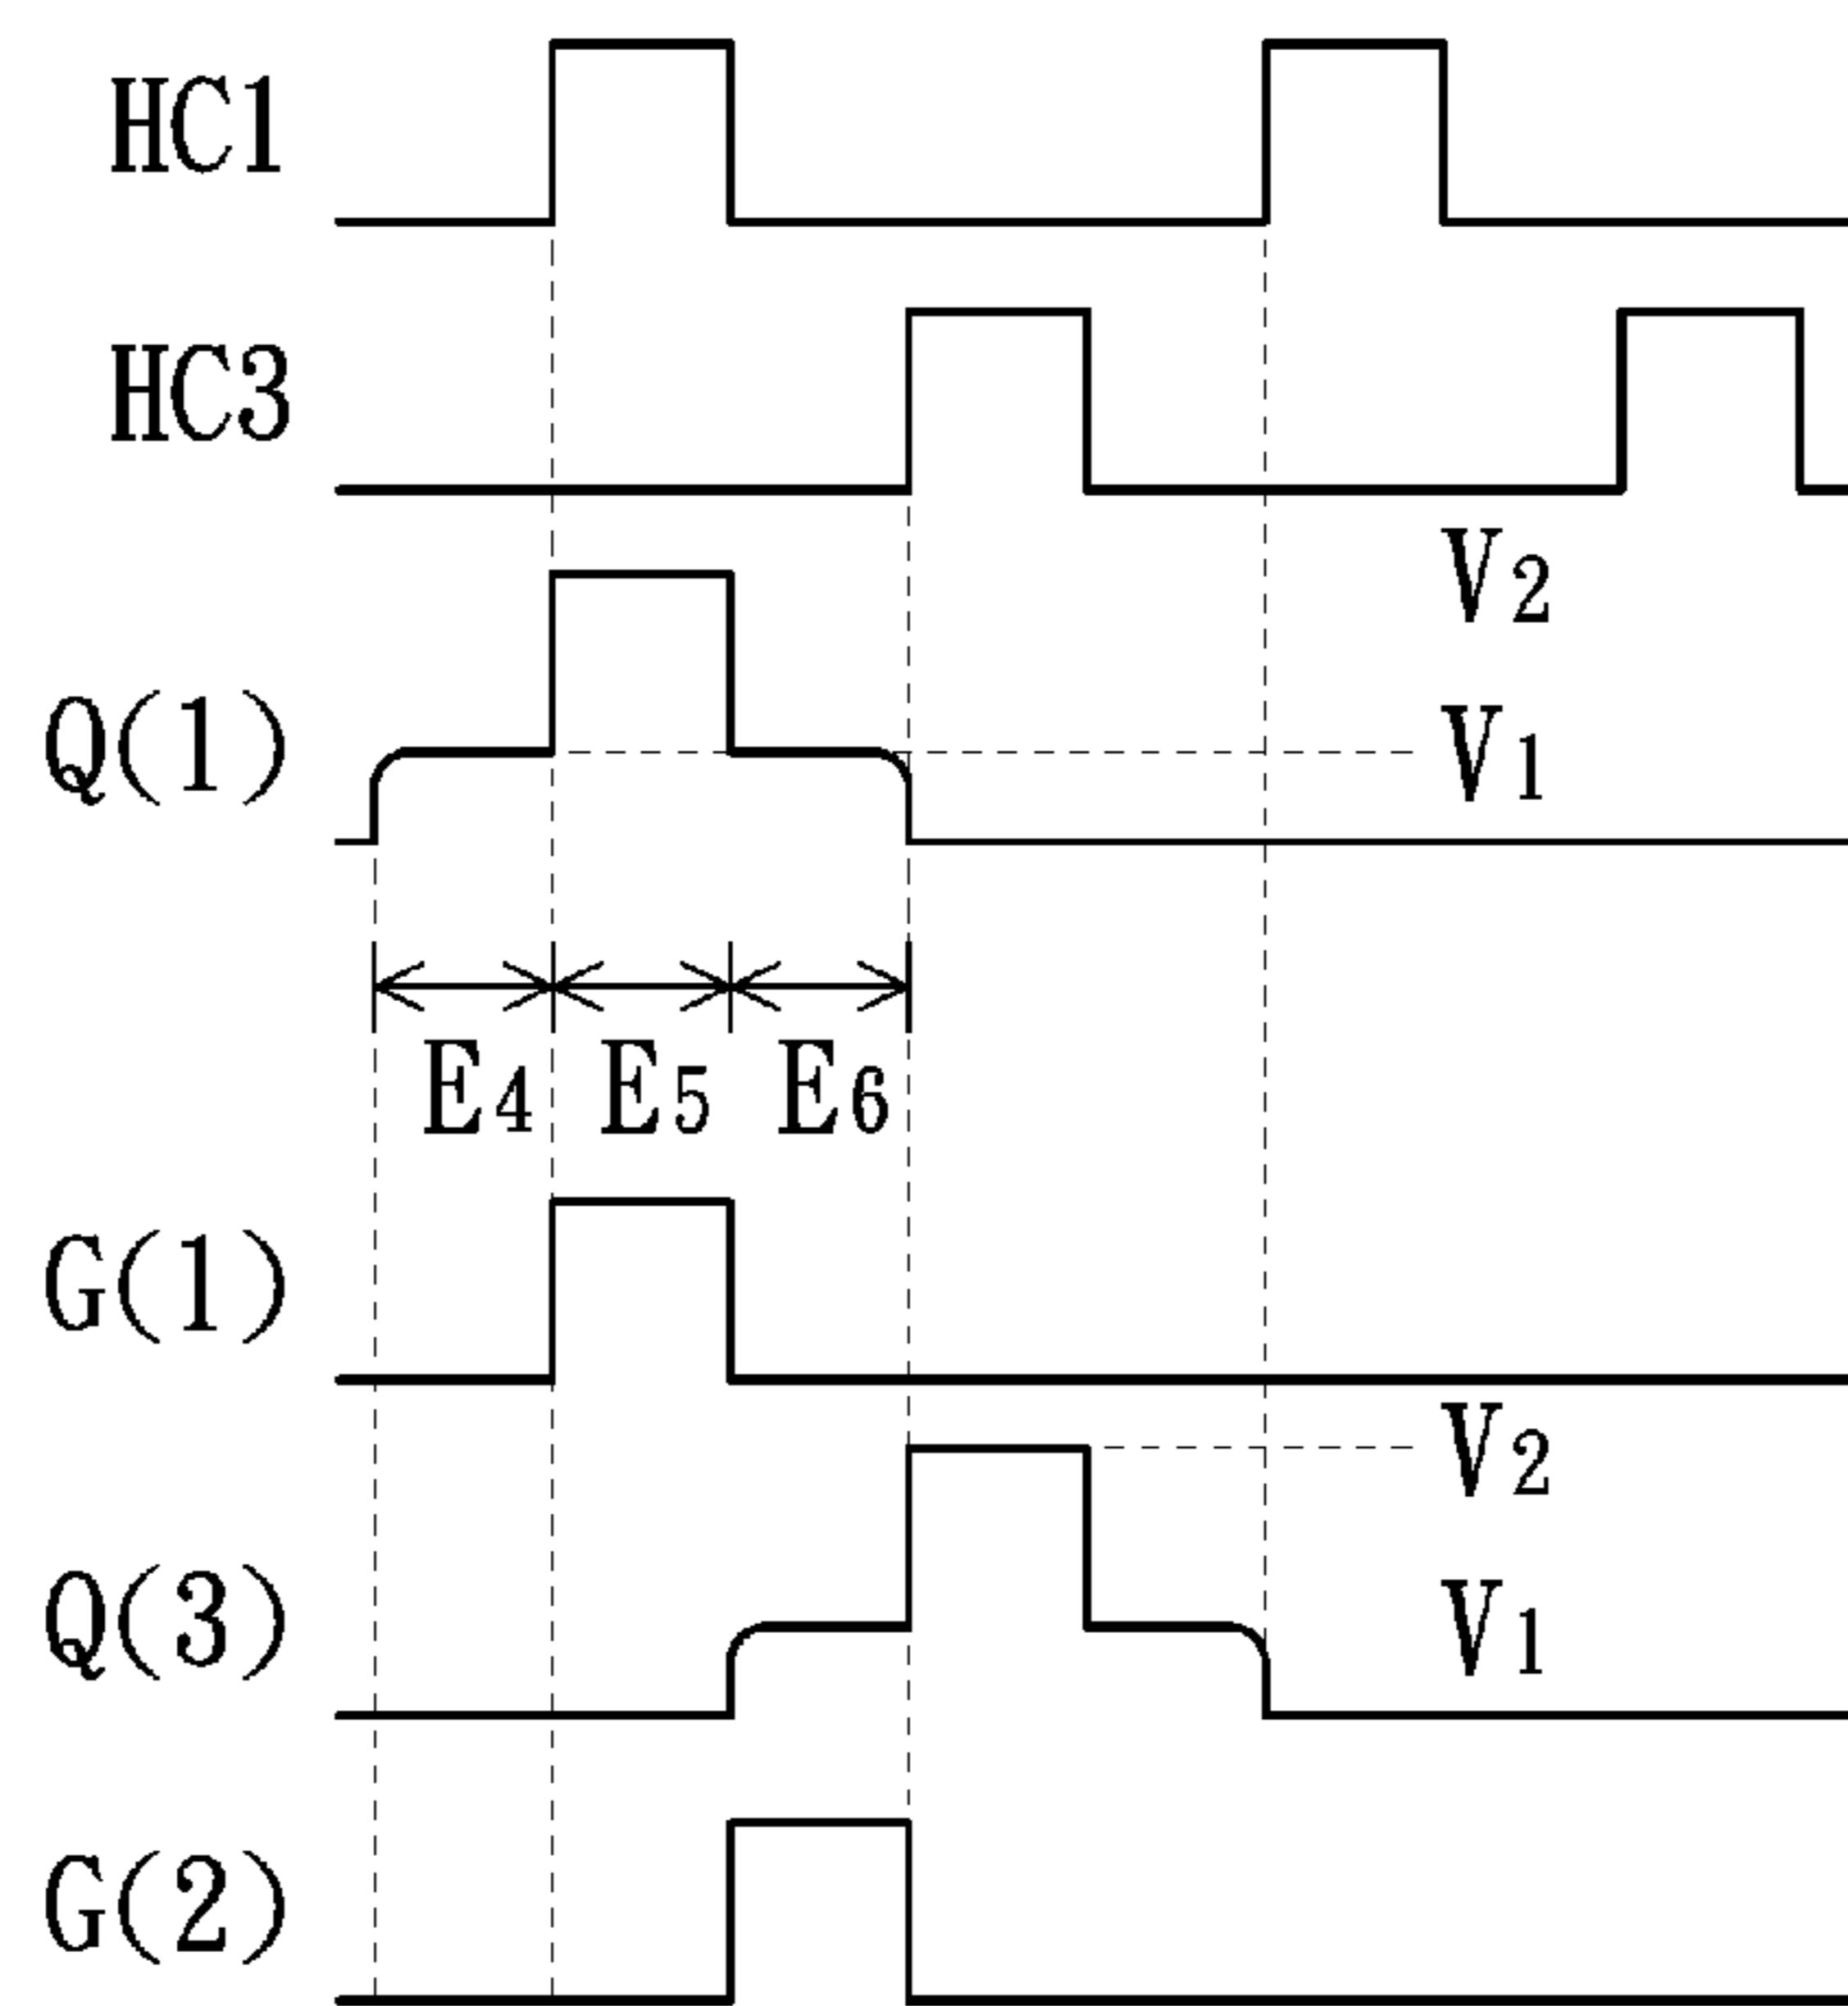 HC1
HC3
V2
Q(1)
V1
E4 E5 E6
G(1)
V2
Q(3)
V1
G(2)